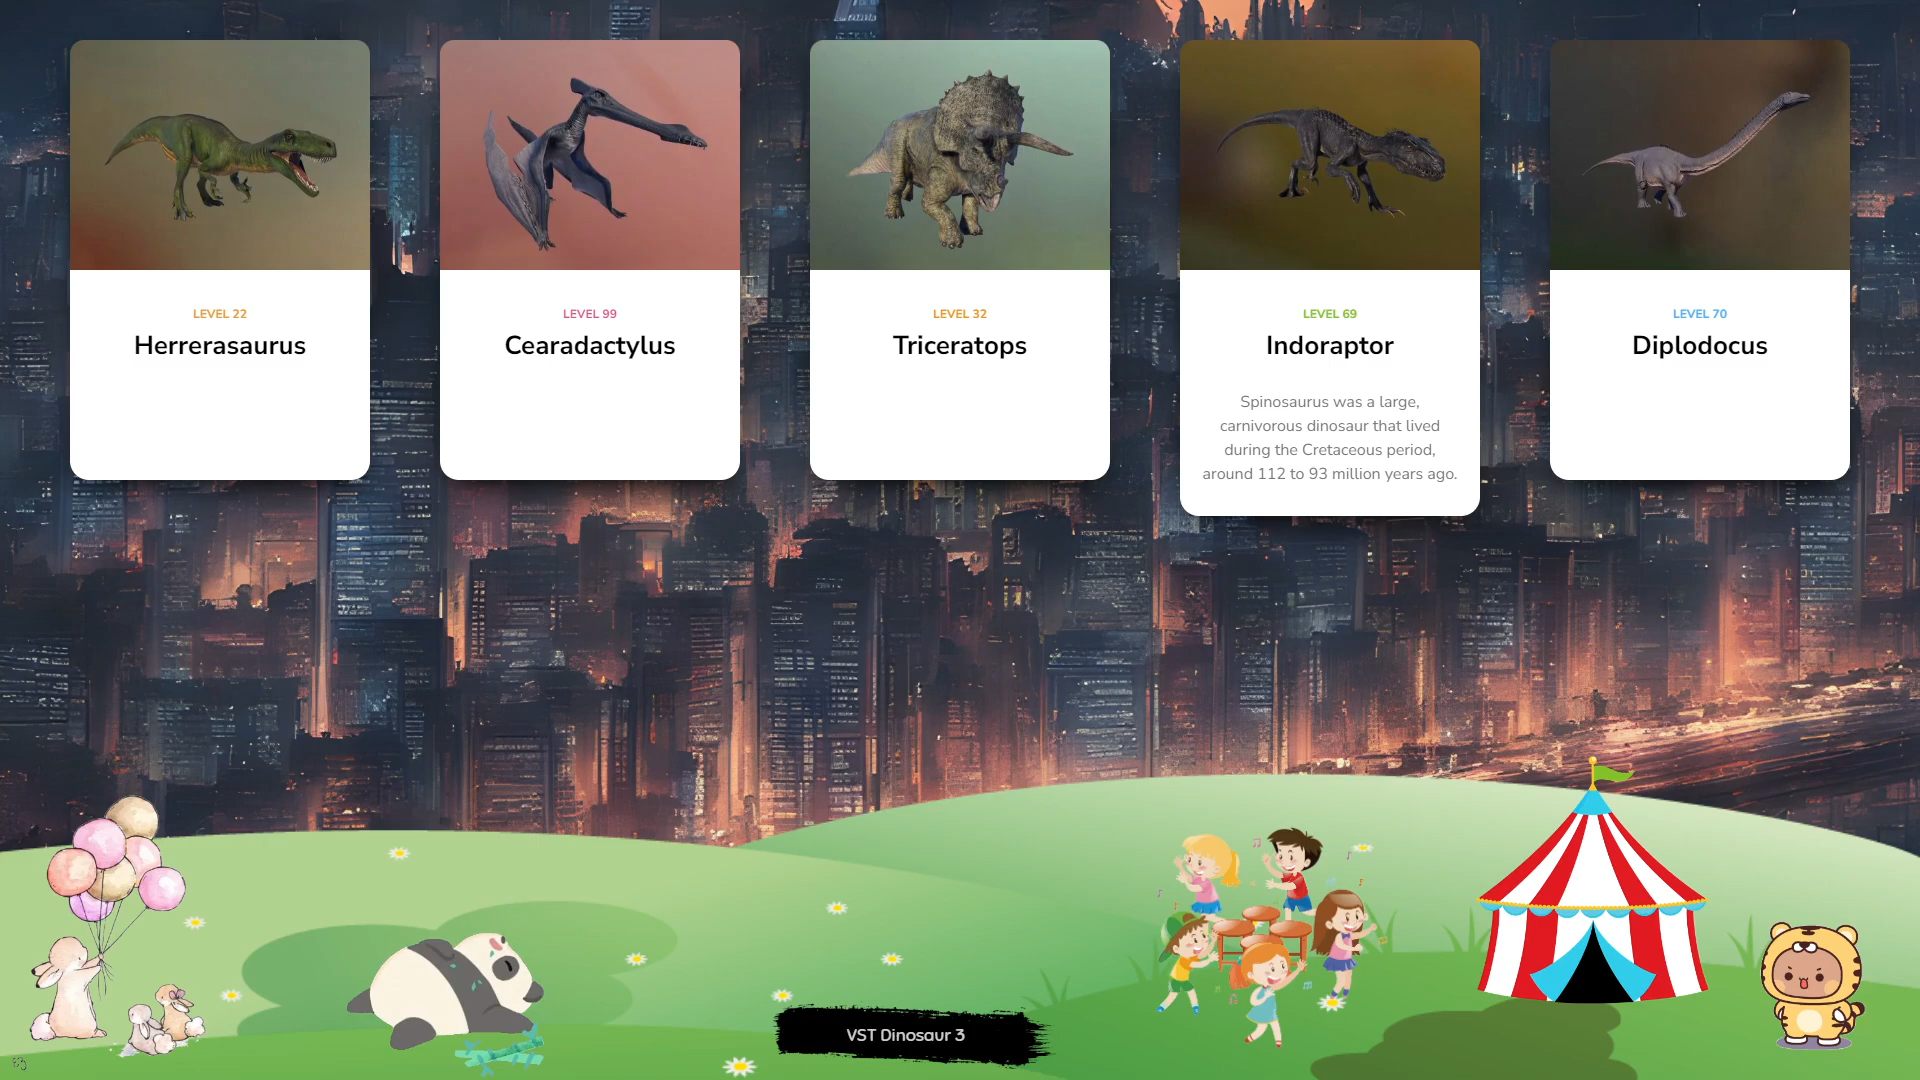 LEVEL 22
Herrerasaurus
LEVEL 99
Cearadactylus
LEVEL 32
Triceratops
LEVEL 69
Indoraptor
Spinosaurus was a large,
carnivorous dinosaur that lived
during the Cretaceous period,
around 112 to 93 million years ago.
LEVEL 70
Diplodocus
VST Dinosaur 3